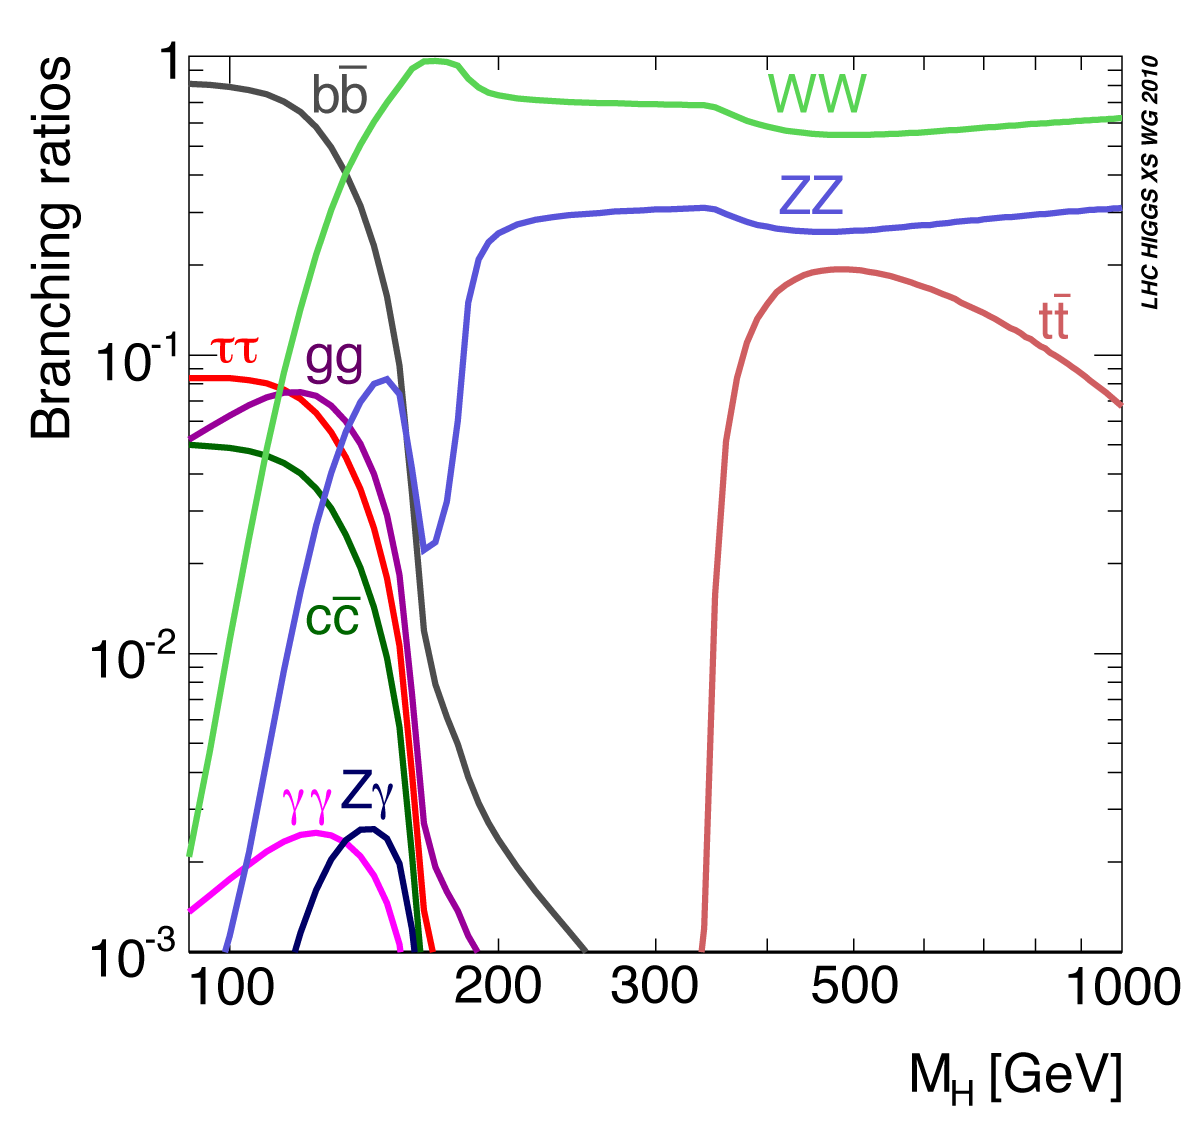 1
10⁻¹
10⁻²
10⁻³
Branching ratios
bb̄
WW
ZZ
ττ
gg
tt̄
cc̄
γγ
Zγ
LHC HIGGS XS WG 2010
100 200 300 500 1000
M_H [GeV]